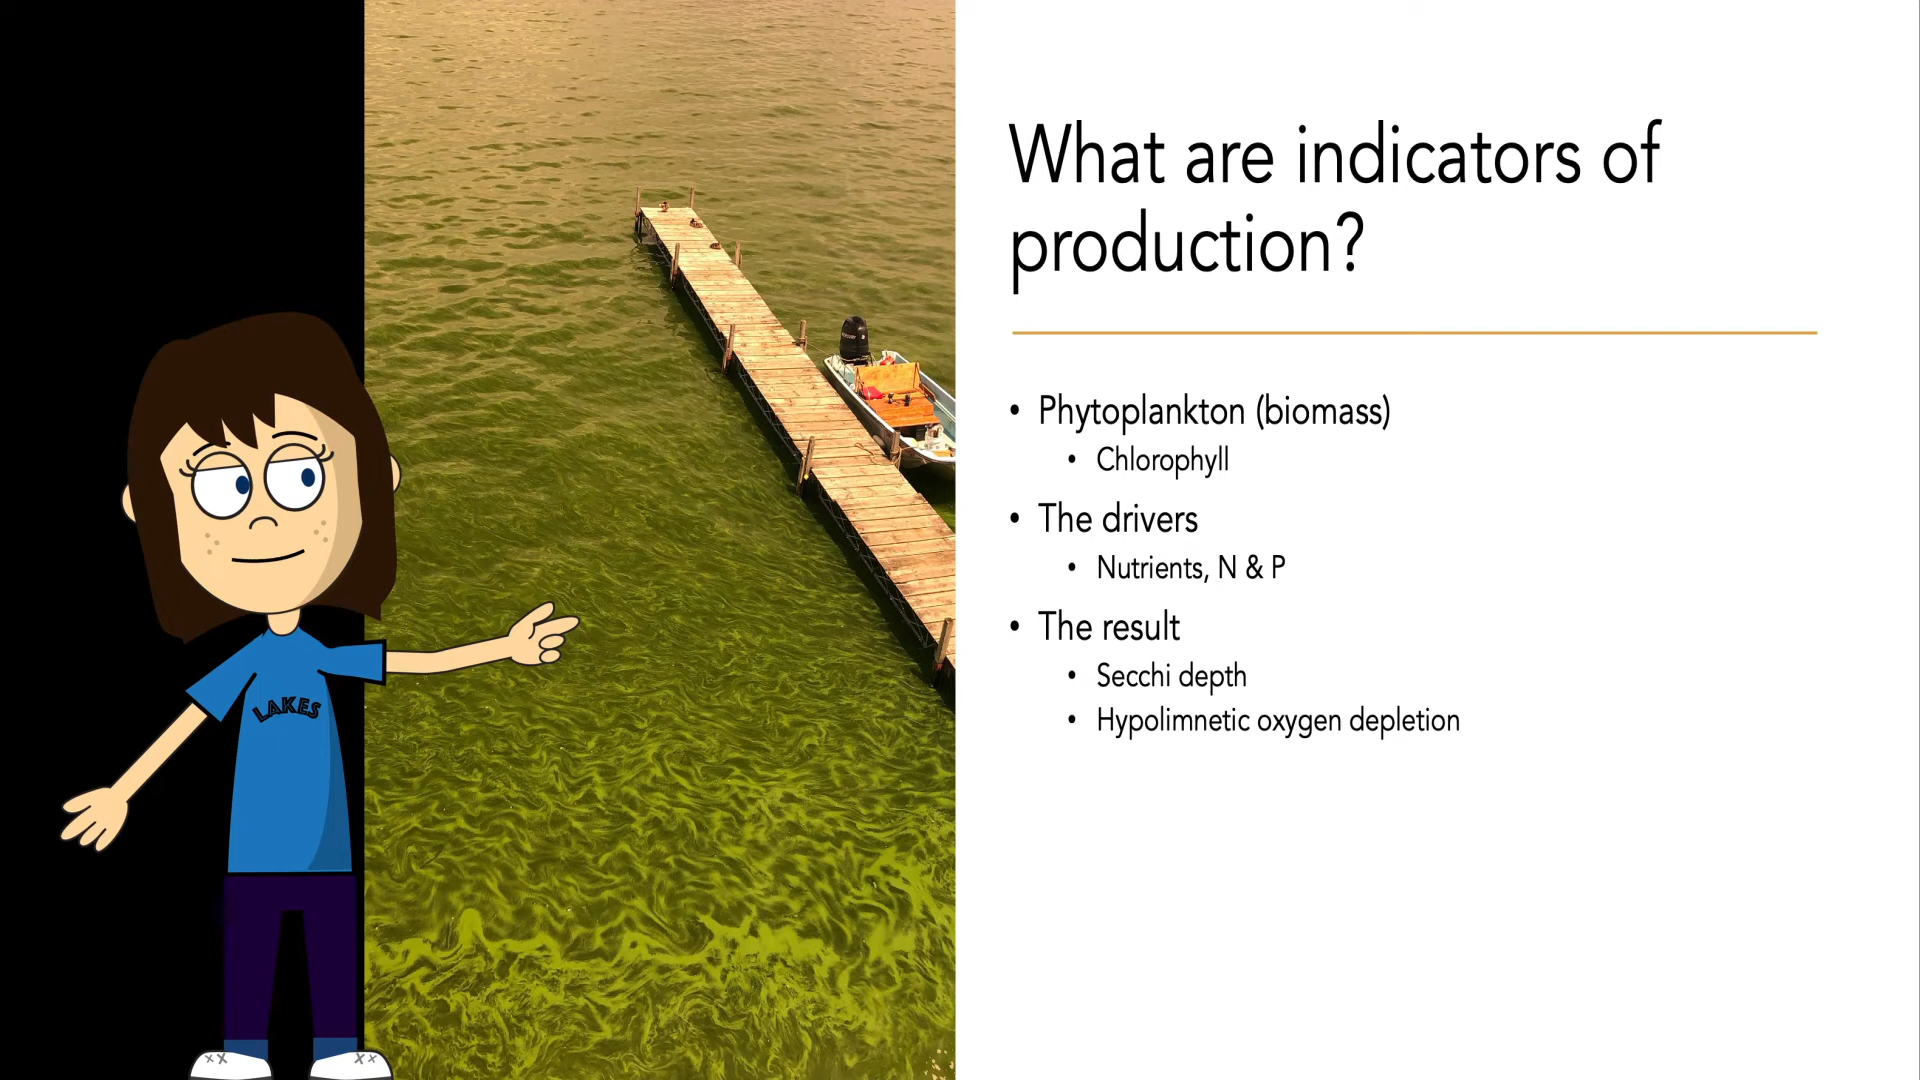 What are indicators of
production?
• Phytoplankton (biomass)
• Chlorophyll
• The drivers
• Nutrients, N & P
• The result
• Secchi depth
• Hypolimnetic oxygen depletion
LAKES